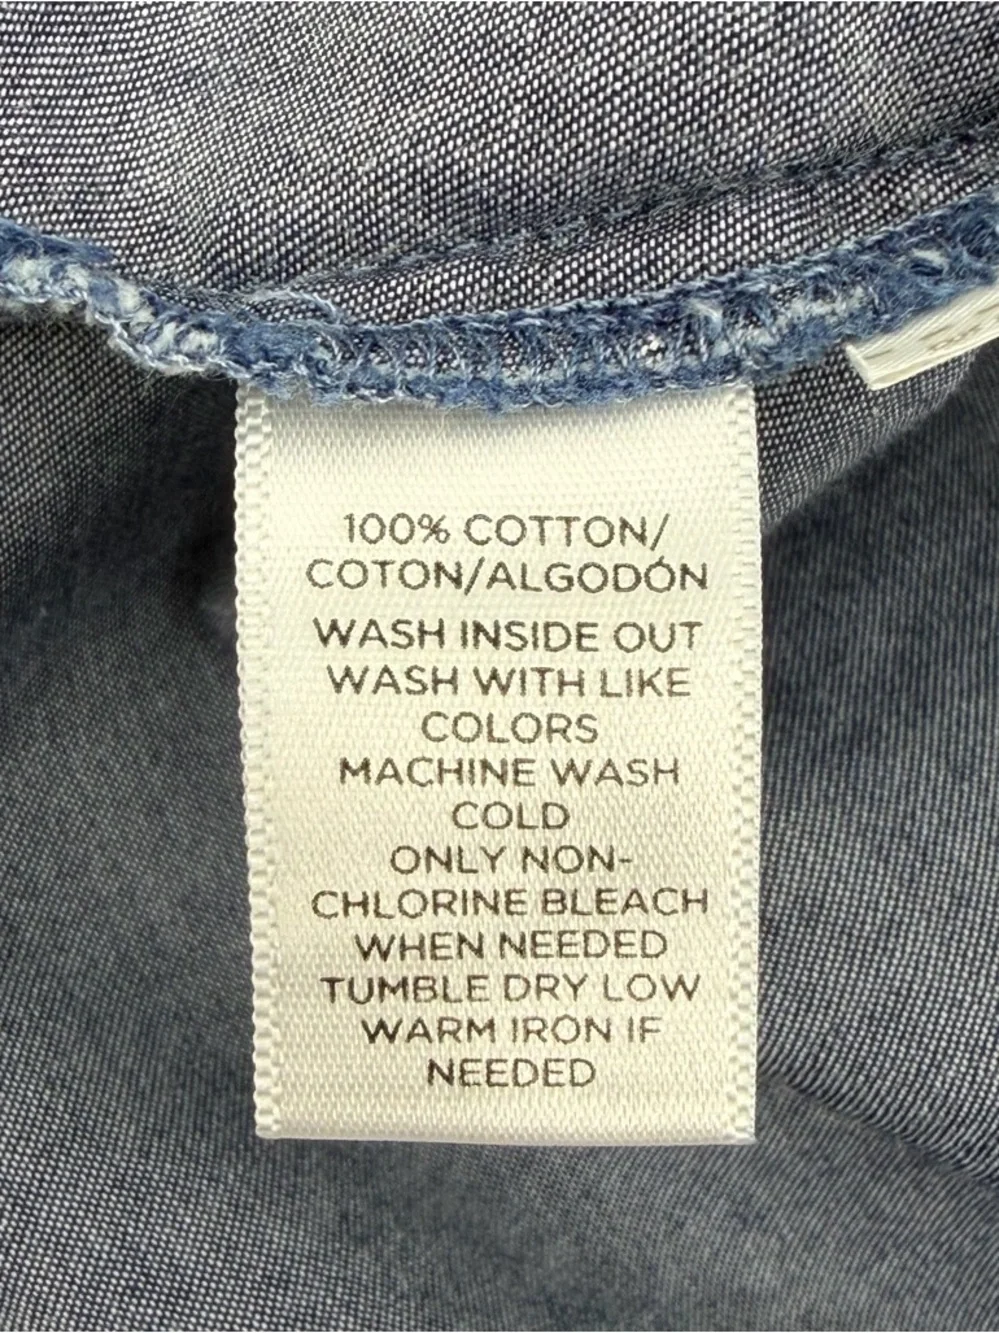 100% COTTON/
COTON/ALGODÓN
WASH INSIDE OUT
WASH WITH LIKE
COLORS
MACHINE WASH
COLD
ONLY NON-
CHLORINE BLEACH
WHEN NEEDED
TUMBLE DRY LOW
WARM IRON IF
NEEDED